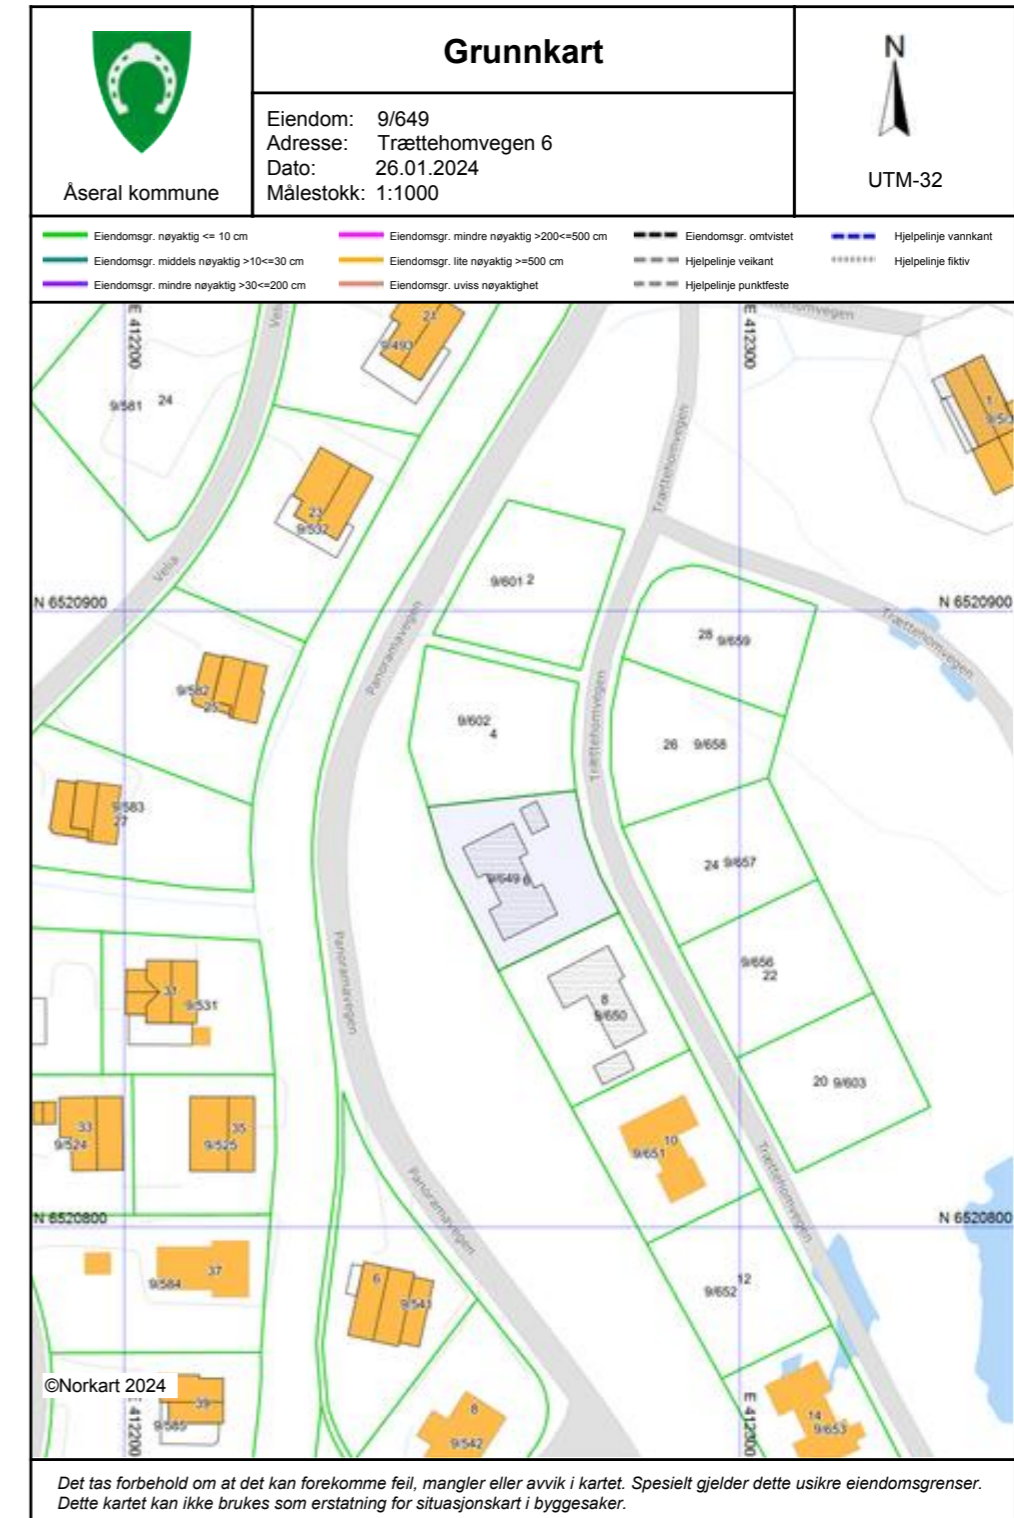 Grunnkart
Åseral kommune
Eiendom: 9/649
Adresse: Trættehomvegen 6
Dato: 26.01.2024
Målestokk: 1:1000
N
UTM-32
Eiendomsgr. nøyaktig <= 10 cm
Eiendomsgr. middels nøyaktig >10<=30 cm
Eiendomsgr. mindre nøyaktig >30<=200 cm
Eiendomsgr. mindre nøyaktig >200<=500 cm
Eiendomsgr. lite nøyaktig >=500 cm
Eiendomsgr. uviss nøyaktighet
Eiendomsgr. omtvistet
Hjelpelinje veikant
Hjelpelinje punktfeste
Hjelpelinje vannkant
Hjelpelinje fiktiv
E 412200
E 412300
9/493
9/581 24
1
23
9/532
Trættehomvegen
9/601 2
Velia
N 6520900
N 6520900
Panoramavegen
28 9/659
Trættehomvegen
9/582
25
9/602
4
Trættehomvegen
26 9/658
9/583
27
24 9/657
9/649 6
9/656
22
Panoramavegen
31
9/531
8
9/650
20 9/603
33
9/524
35
9/525
10
9/651
Trættehomvegen
Panoramavegen
N 6520800
N 6520800
37
9/584
6
9/541
12
9/652
©Norkart 2024
39
9/585
8
9/542
14
9/653
E 412200
E 412300
Det tas forbehold om at det kan forekomme feil, mangler eller avvik i kartet. Spesielt gjelder dette usikre eiendomsgrenser.
Dette kartet kan ikke brukes som erstatning for situasjonskart i byggesaker.